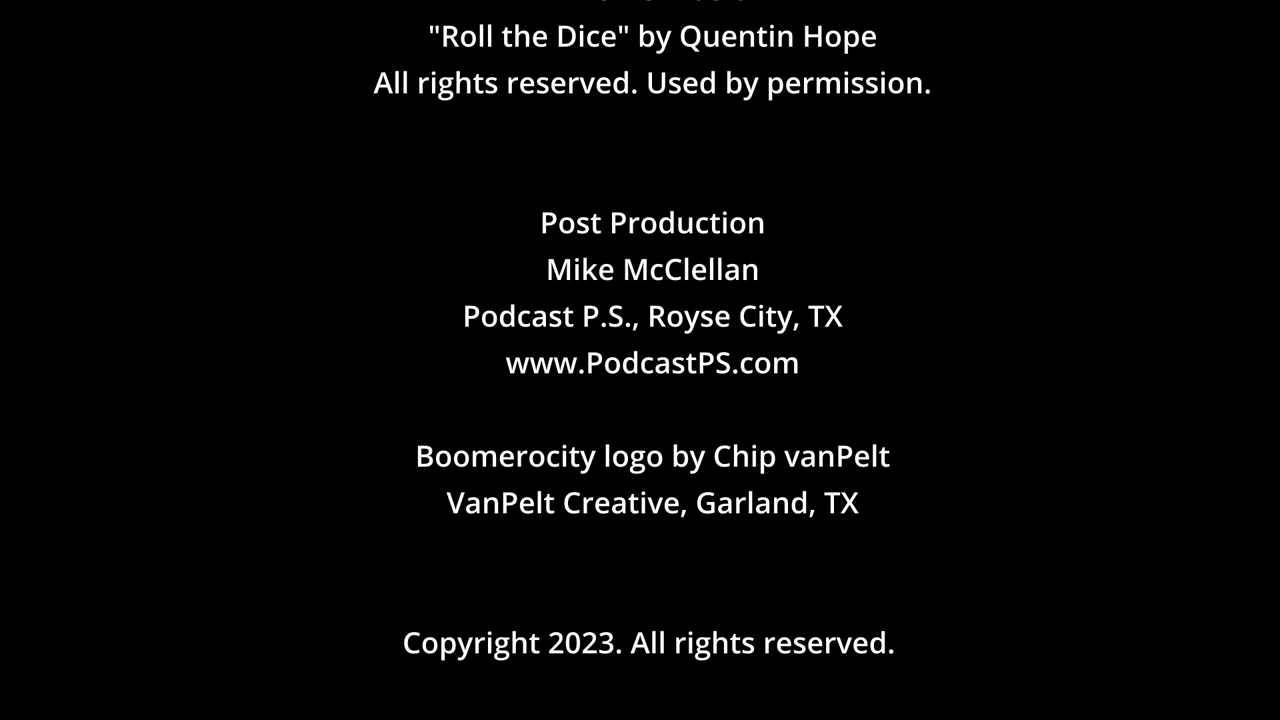 "Roll the Dice" by Quentin Hope
All rights reserved. Used by permission.
Post Production
Mike McClellan
Podcast P.S., Royse City, TX
www.PodcastPS.com
Boomerocity logo by Chip vanPelt
VanPelt Creative, Garland, TX
Copyright 2023. All rights reserved.